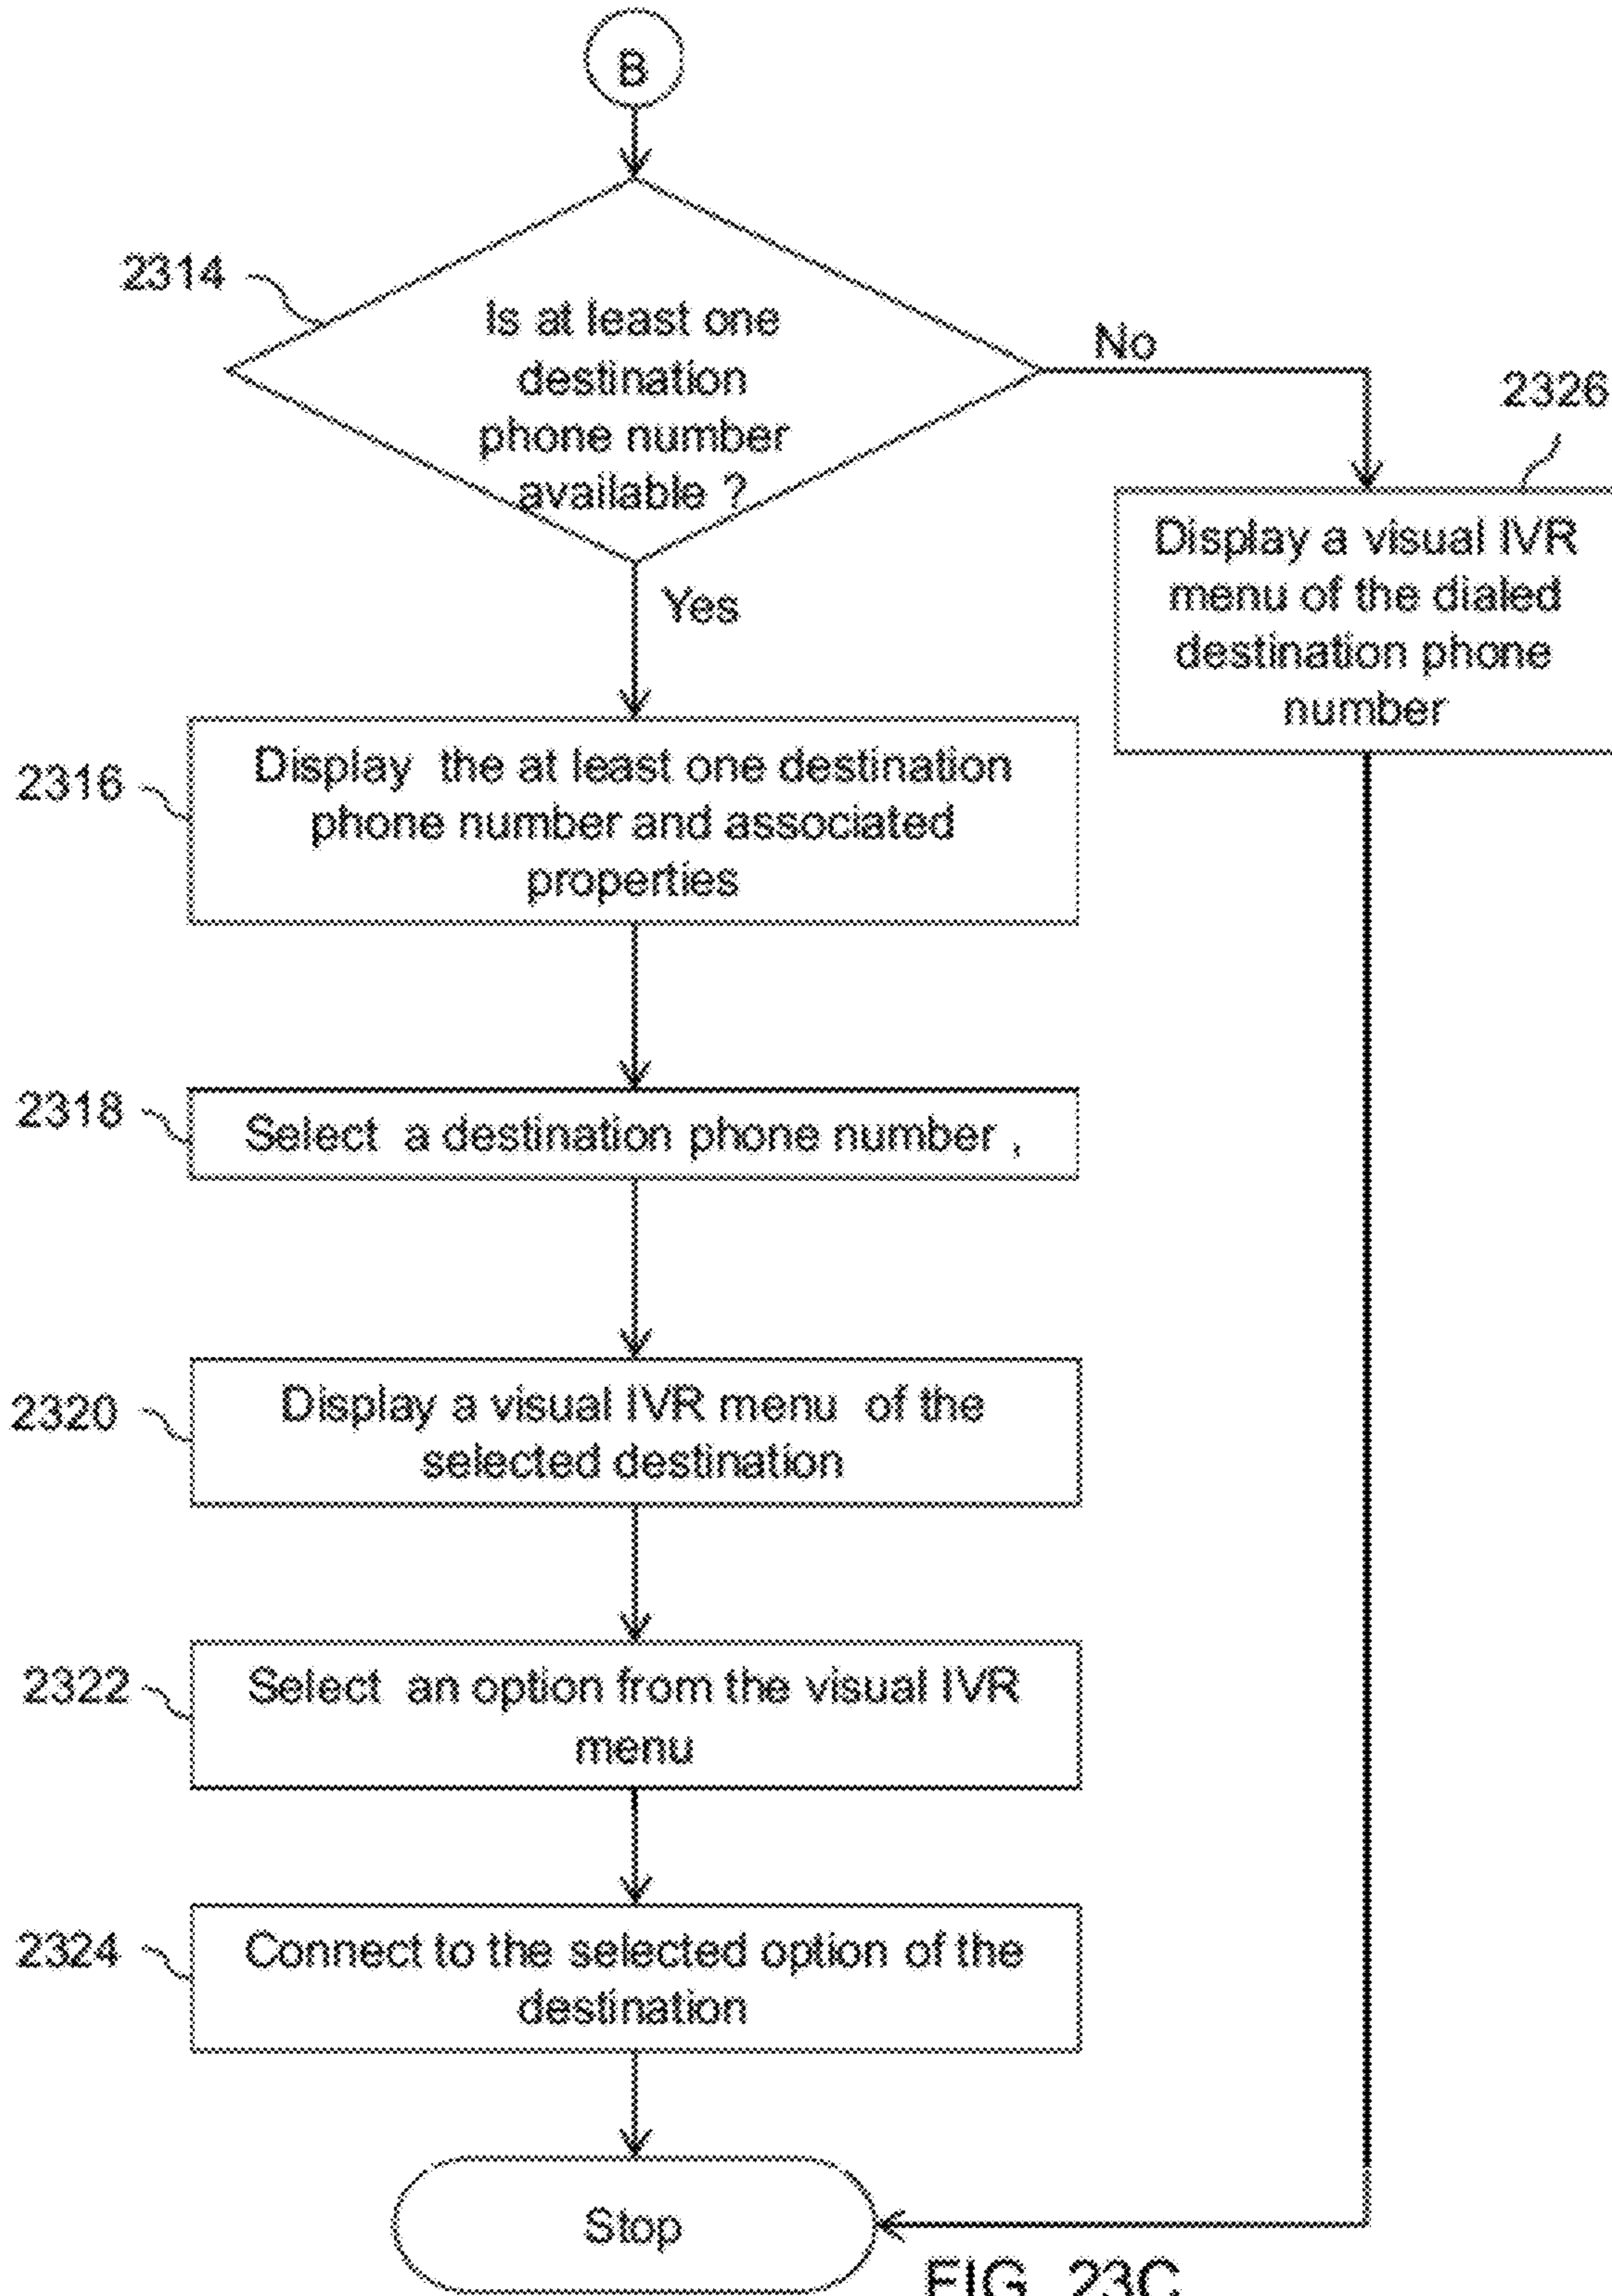 B
2314
Is at least one
destination
phone number
available ?
No
2326
Display a visual IVR
menu of the dialed
destination phone
number
Yes
2316
Display the at least one destination
phone number and associated
properties
2318
Select a destination phone number ,
2320
Display a visual IVR menu of the
selected destination
2322
Select an option from the visual IVR
menu
2324
Connect to the selected option of the
destination
Stop
FIG. 23C